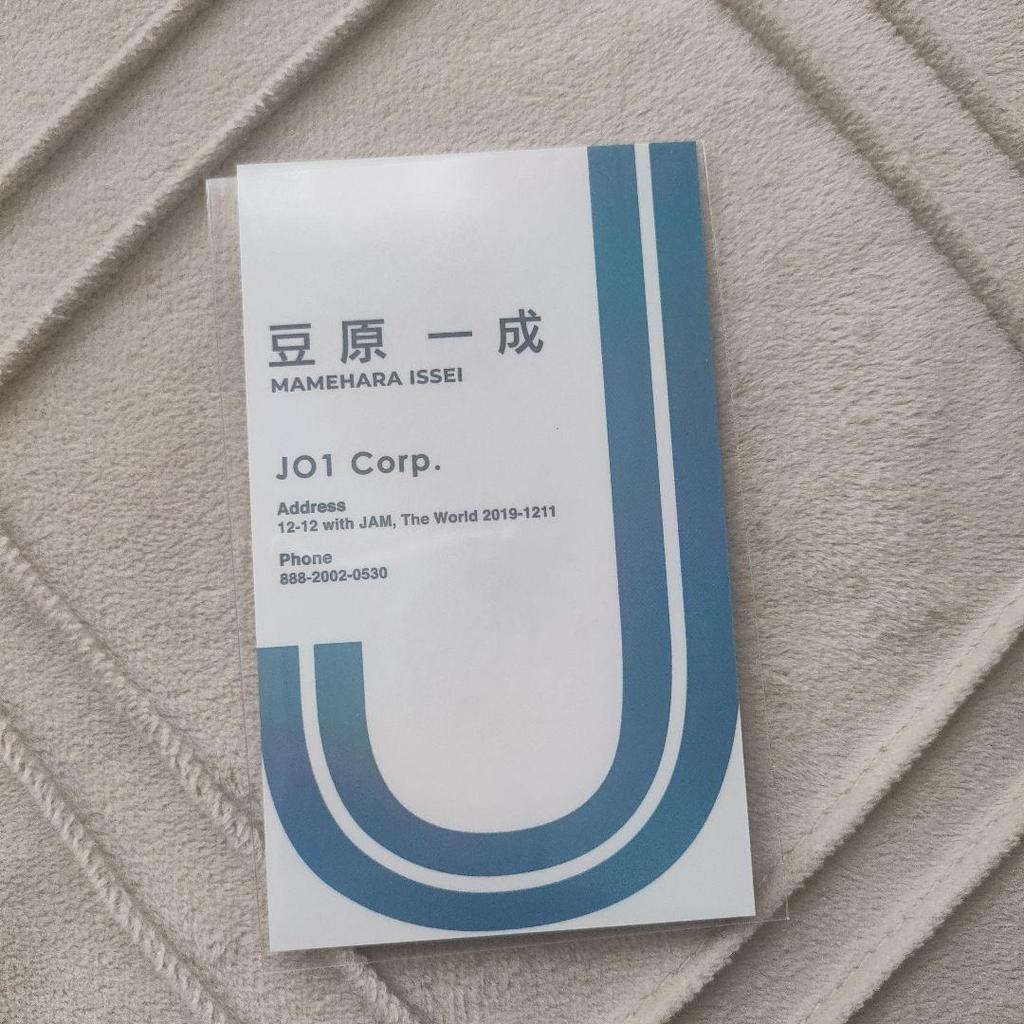 豆原 一成
MAMEHARA ISSEI
JO1 Corp.
Address
12-12 with JAM, The World 2019-1211
Phone
888-2002-0530